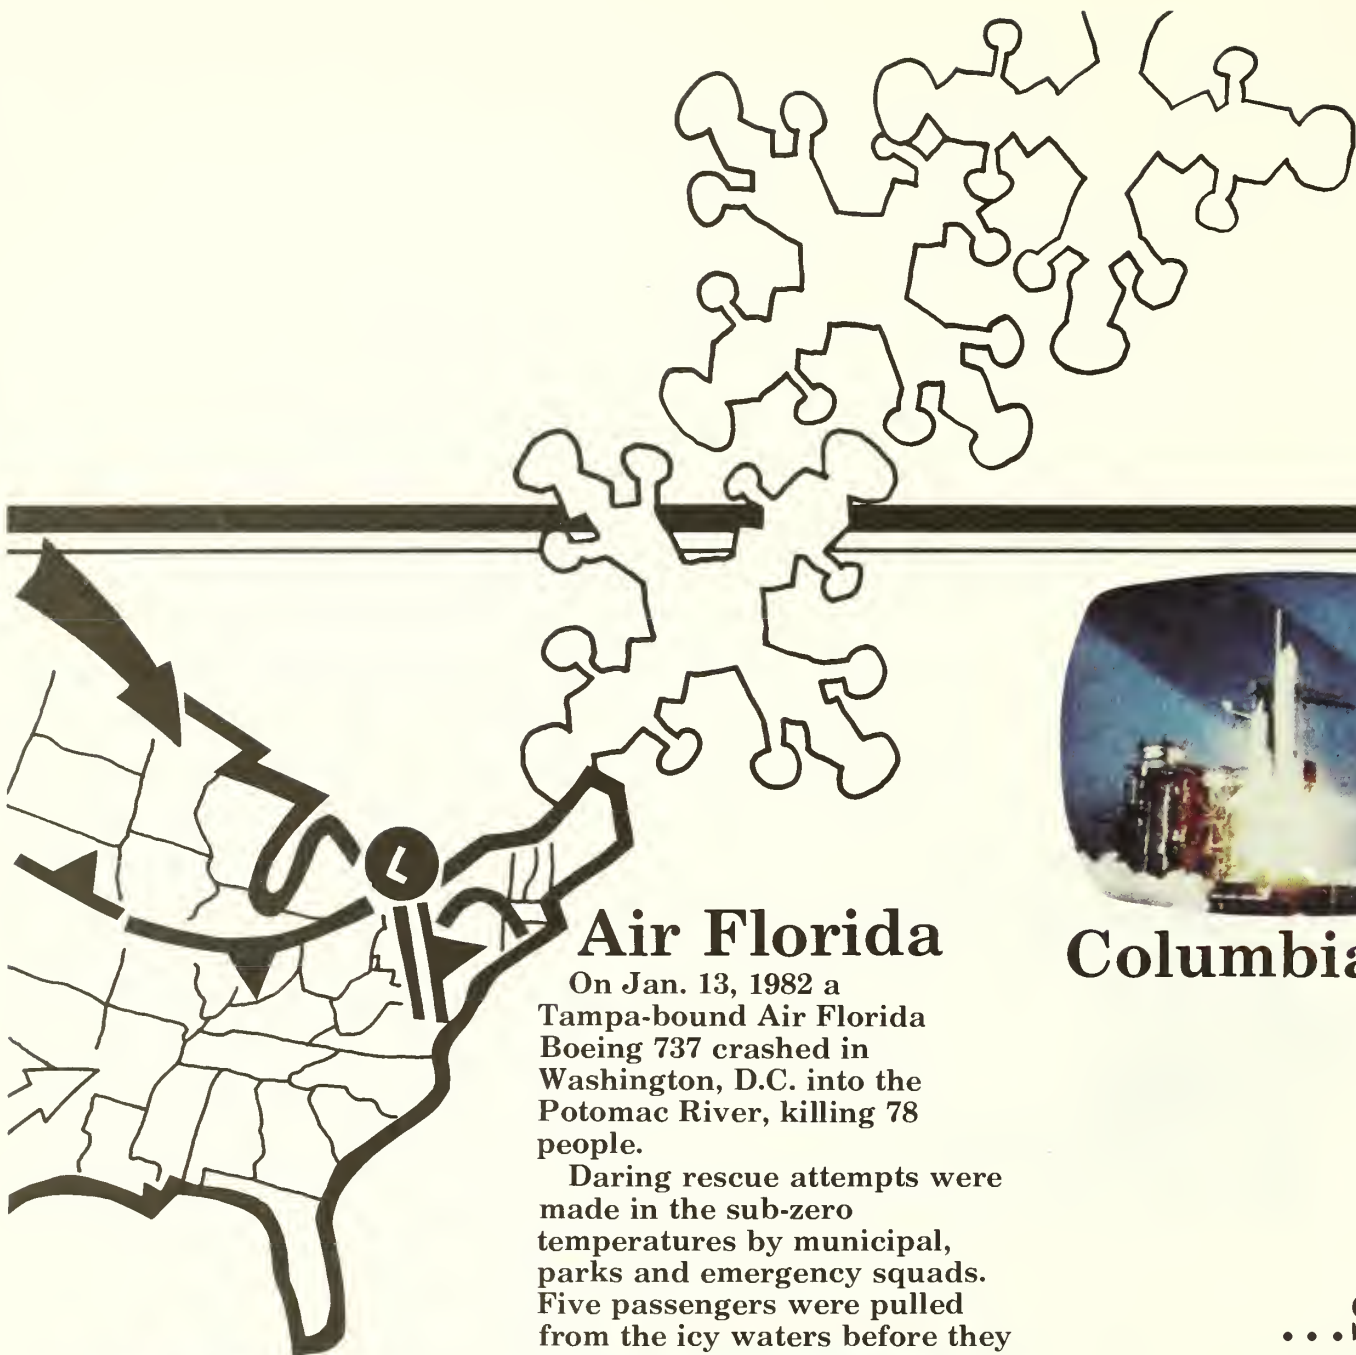 L
Air Florida
On Jan. 13, 1982 a
Tampa-bound Air Florida
Boeing 737 crashed in
Washington, D.C. into the
Potomac River, killing 78
people.
Daring rescue attempts were
made in the sub-zero
temperatures by municipal,
parks and emergency squads.
Five passengers were pulled
from the icy waters before they
Columbia
...